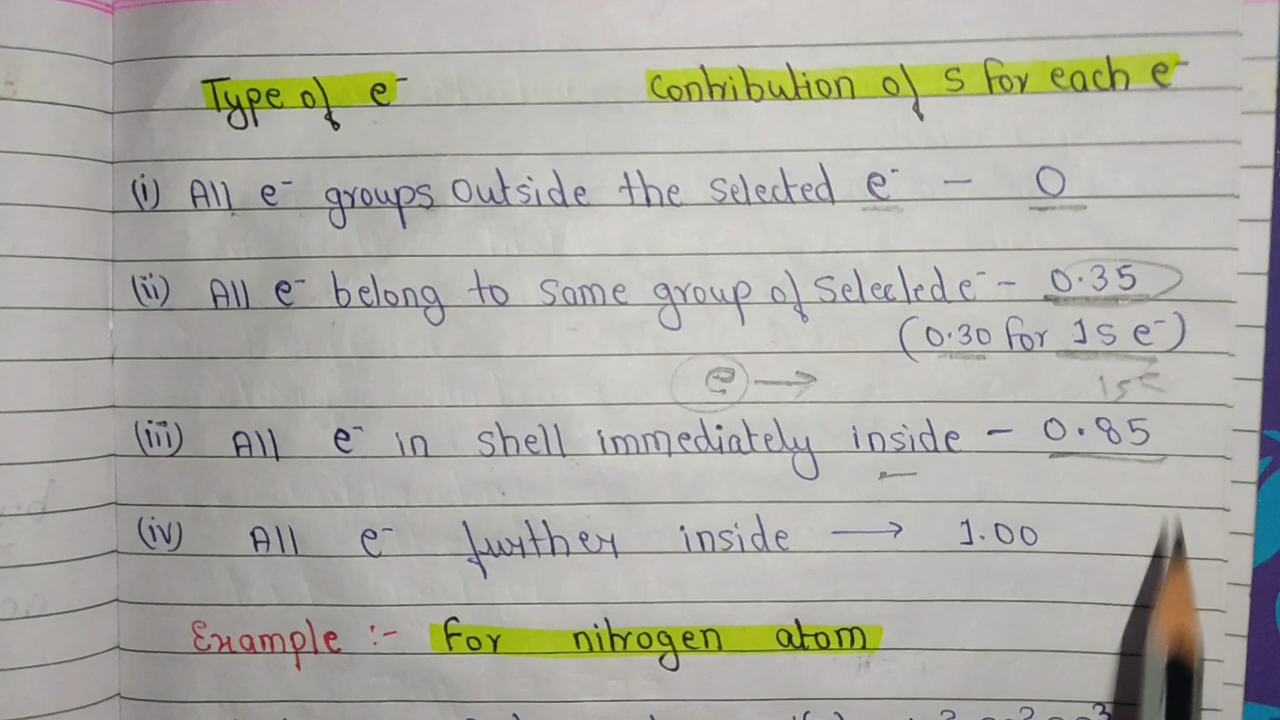 Type of e⁻ Contribution of S for each e⁻
(i) All e⁻ groups outside the selected e⁻ – 0
(ii) All e⁻ belong to same group of selected e⁻ – 0.35
(0.30 for 1s e⁻)
e →
(iii) All e⁻ in shell immediately inside – 0.85
(iv) All e⁻ further inside → 1.00
Example :- For nitrogen atom